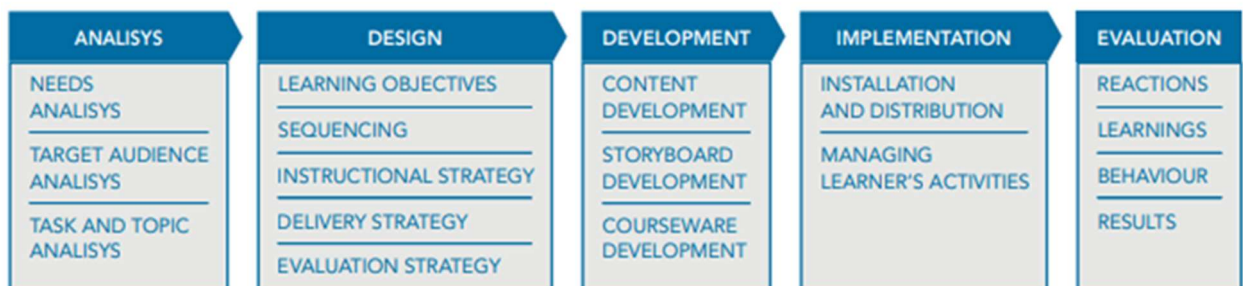 ANALISYS
NEEDS
ANALISYS
TARGET AUDIENCE
ANALISYS
TASK AND TOPIC
ANALISYS
DESIGN
LEARNING OBJECTIVES
SEQUENCING
INSTRUCTIONAL STRATEGY
DELIVERY STRATEGY
EVALUATION STRATEGY
DEVELOPMENT
CONTENT
DEVELOPMENT
STORYBOARD
DEVELOPMENT
COURSEWARE
DEVELOPMENT
IMPLEMENTATION
INSTALLATION
AND DISTRIBUTION
MANAGING
LEARNER'S ACTIVITIES
EVALUATION
REACTIONS
LEARNINGS
BEHAVIOUR
RESULTS